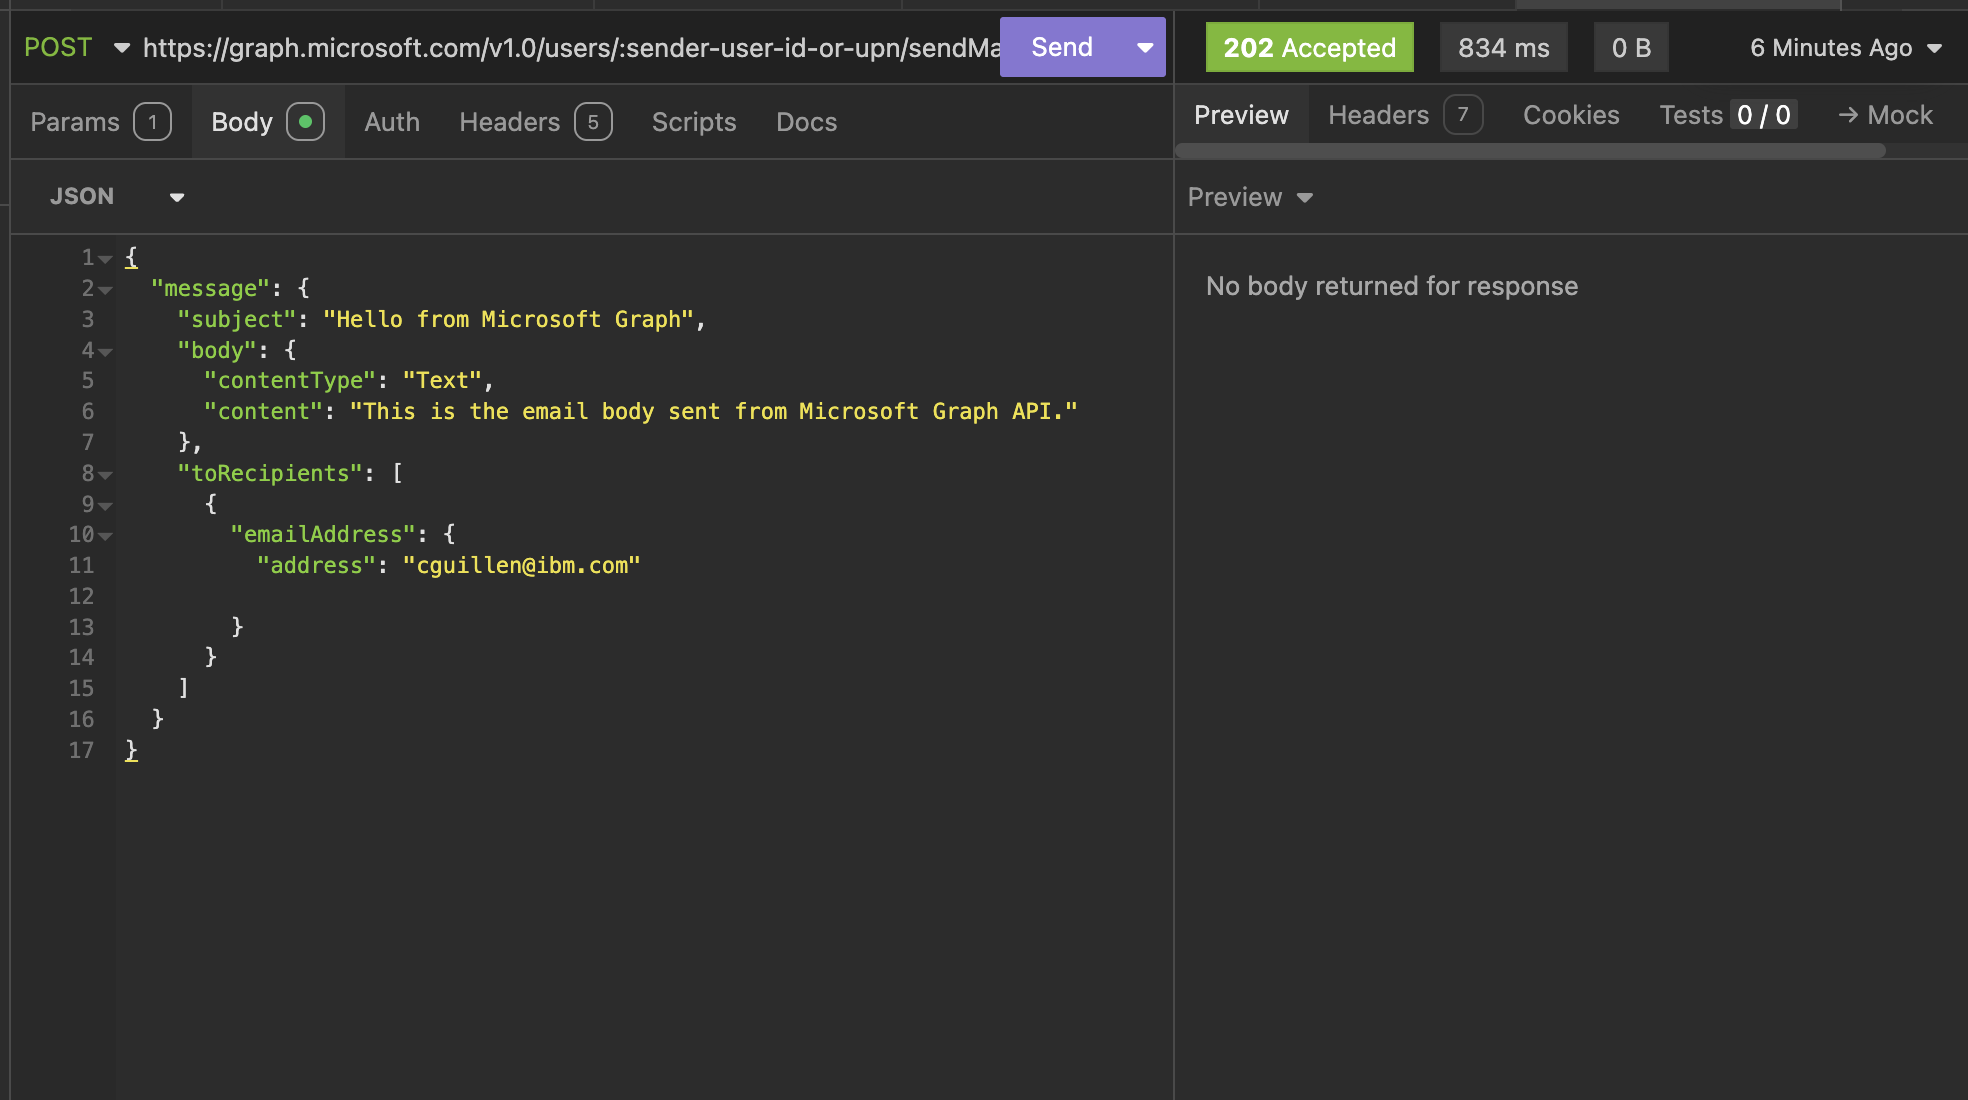 POST https://graph.microsoft.com/v1.0/users/:sender-user-id-or-upn/sendMa Send 202 Accepted 834 ms 0 B 6 Minutes Ago
Params 1 Body Auth Headers 5 Scripts Docs
Preview Headers 7 Cookies Tests 0 / 0 → Mock
JSON
Preview
1 {
2 "message": {
3 "subject": "Hello from Microsoft Graph",
4 "body": {
5 "contentType": "Text",
6 "content": "This is the email body sent from Microsoft Graph API."
7 },
8 "toRecipients": [
9 {
10 "emailAddress": {
11 "address": "cguillen@ibm.com"
12
13 }
14 }
15 ]
16 }
17 }
No body returned for response